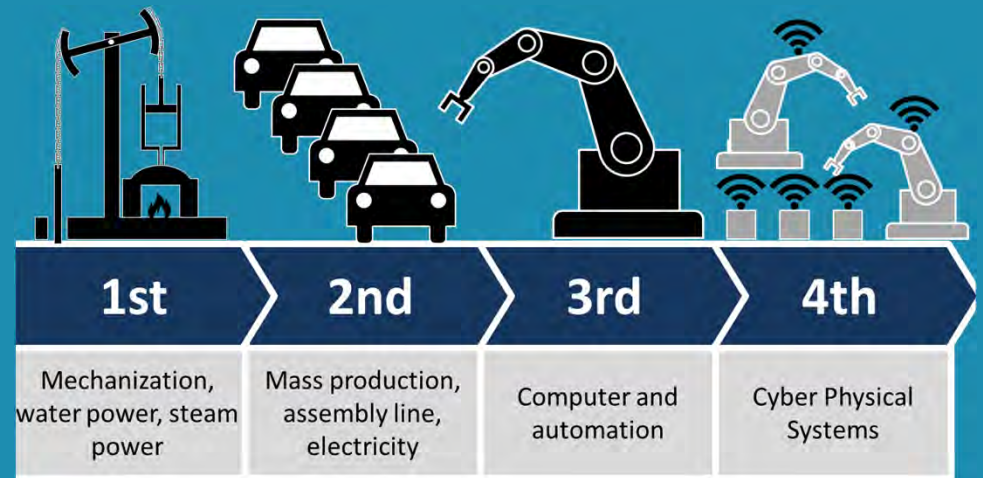 1st
2nd
3rd
4th
Mechanization,
water power, steam
power
Mass production,
assembly line,
electricity
Computer and
automation
Cyber Physical
Systems